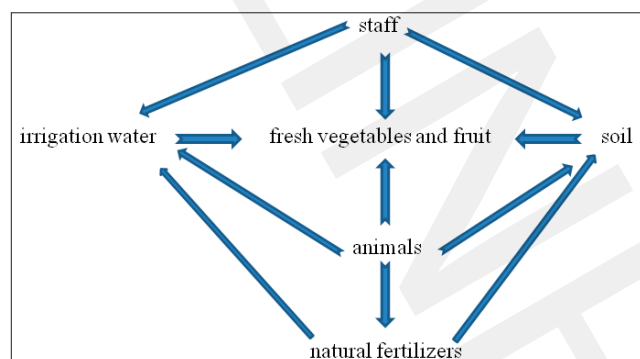 staff
irrigation water
fresh vegetables and fruit
soil
animals
natural fertilizers